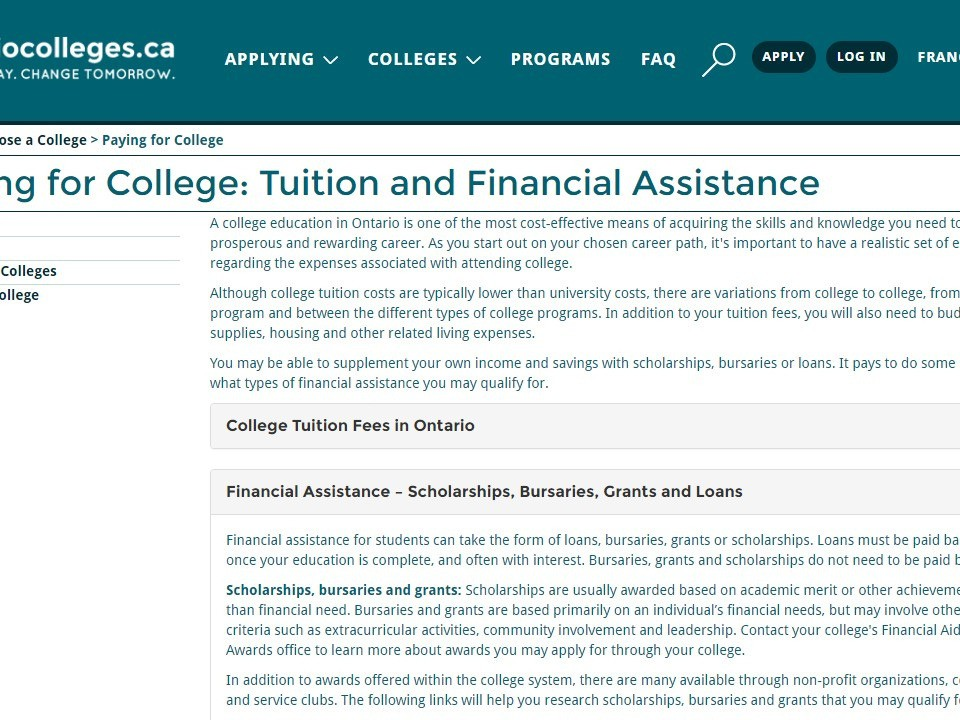 iocolleges.ca
AY. CHANGE TOMORROW.
APPLYING
COLLEGES
PROGRAMS
FAQ
APPLY
LOG IN
FRAN
ose a College > Paying for College
ng for College: Tuition and Financial Assistance
Colleges
ollege
A college education in Ontario is one of the most cost-effective means of acquiring the skills and knowledge you need to
prosperous and rewarding career. As you start out on your chosen career path, it's important to have a realistic set of e
regarding the expenses associated with attending college.
Although college tuition costs are typically lower than university costs, there are variations from college to college, from
program and between the different types of college programs. In addition to your tuition fees, you will also need to bud
supplies, housing and other related living expenses.
You may be able to supplement your own income and savings with scholarships, bursaries or loans. It pays to do some
what types of financial assistance you may qualify for.
College Tuition Fees in Ontario
Financial Assistance – Scholarships, Bursaries, Grants and Loans
Financial assistance for students can take the form of loans, bursaries, grants or scholarships. Loans must be paid ba
once your education is complete, and often with interest. Bursaries, grants and scholarships do not need to be paid b
Scholarships, bursaries and grants: Scholarships are usually awarded based on academic merit or other achieveme
than financial need. Bursaries and grants are based primarily on an individual’s financial needs, but may involve othe
criteria such as extracurricular activities, community involvement and leadership. Contact your college's Financial Aid
Awards office to learn more about awards you may apply for through your college.
In addition to awards offered within the college system, there are many available through non-profit organizations, c
and service clubs. The following links will help you research scholarships, bursaries and grants that you may qualify f